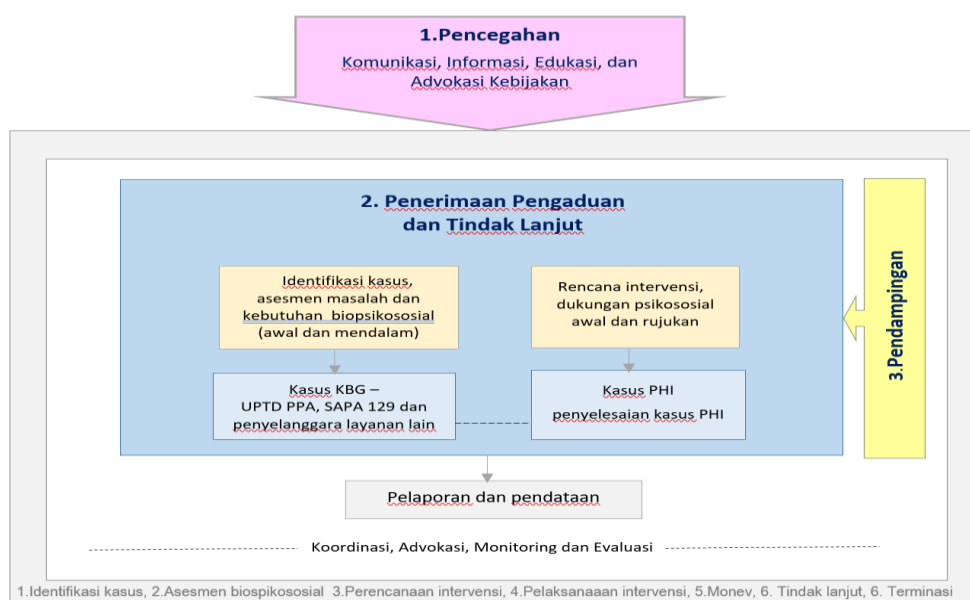 1.Pencegahan
Komunikasi, Informasi, Edukasi, dan
Advokasi Kebijakan
2. Penerimaan Pengaduan
dan Tindak Lanjut
Identifikasi kasus,
asesmen masalah dan
kebutuhan biopsikososial
(awal dan mendalam)
Rencana intervensi,
dukungan psikososial
awal dan rujukan
Kasus KBG –
UPTD PPA, SAPA 129 dan
penyelanggara layanan lain
Kasus PHI
penyelesaian kasus PHI
3.Pendampingan
Pelaporan dan pendataan
Koordinasi, Advokasi, Monitoring dan Evaluasi
1.Identifikasi kasus, 2.Asesmen biospikososial 3.Perencanaan intervensi, 4.Pelaksanaaan intervensi, 5.Monev, 6. Tindak lanjut, 6. Terminasi